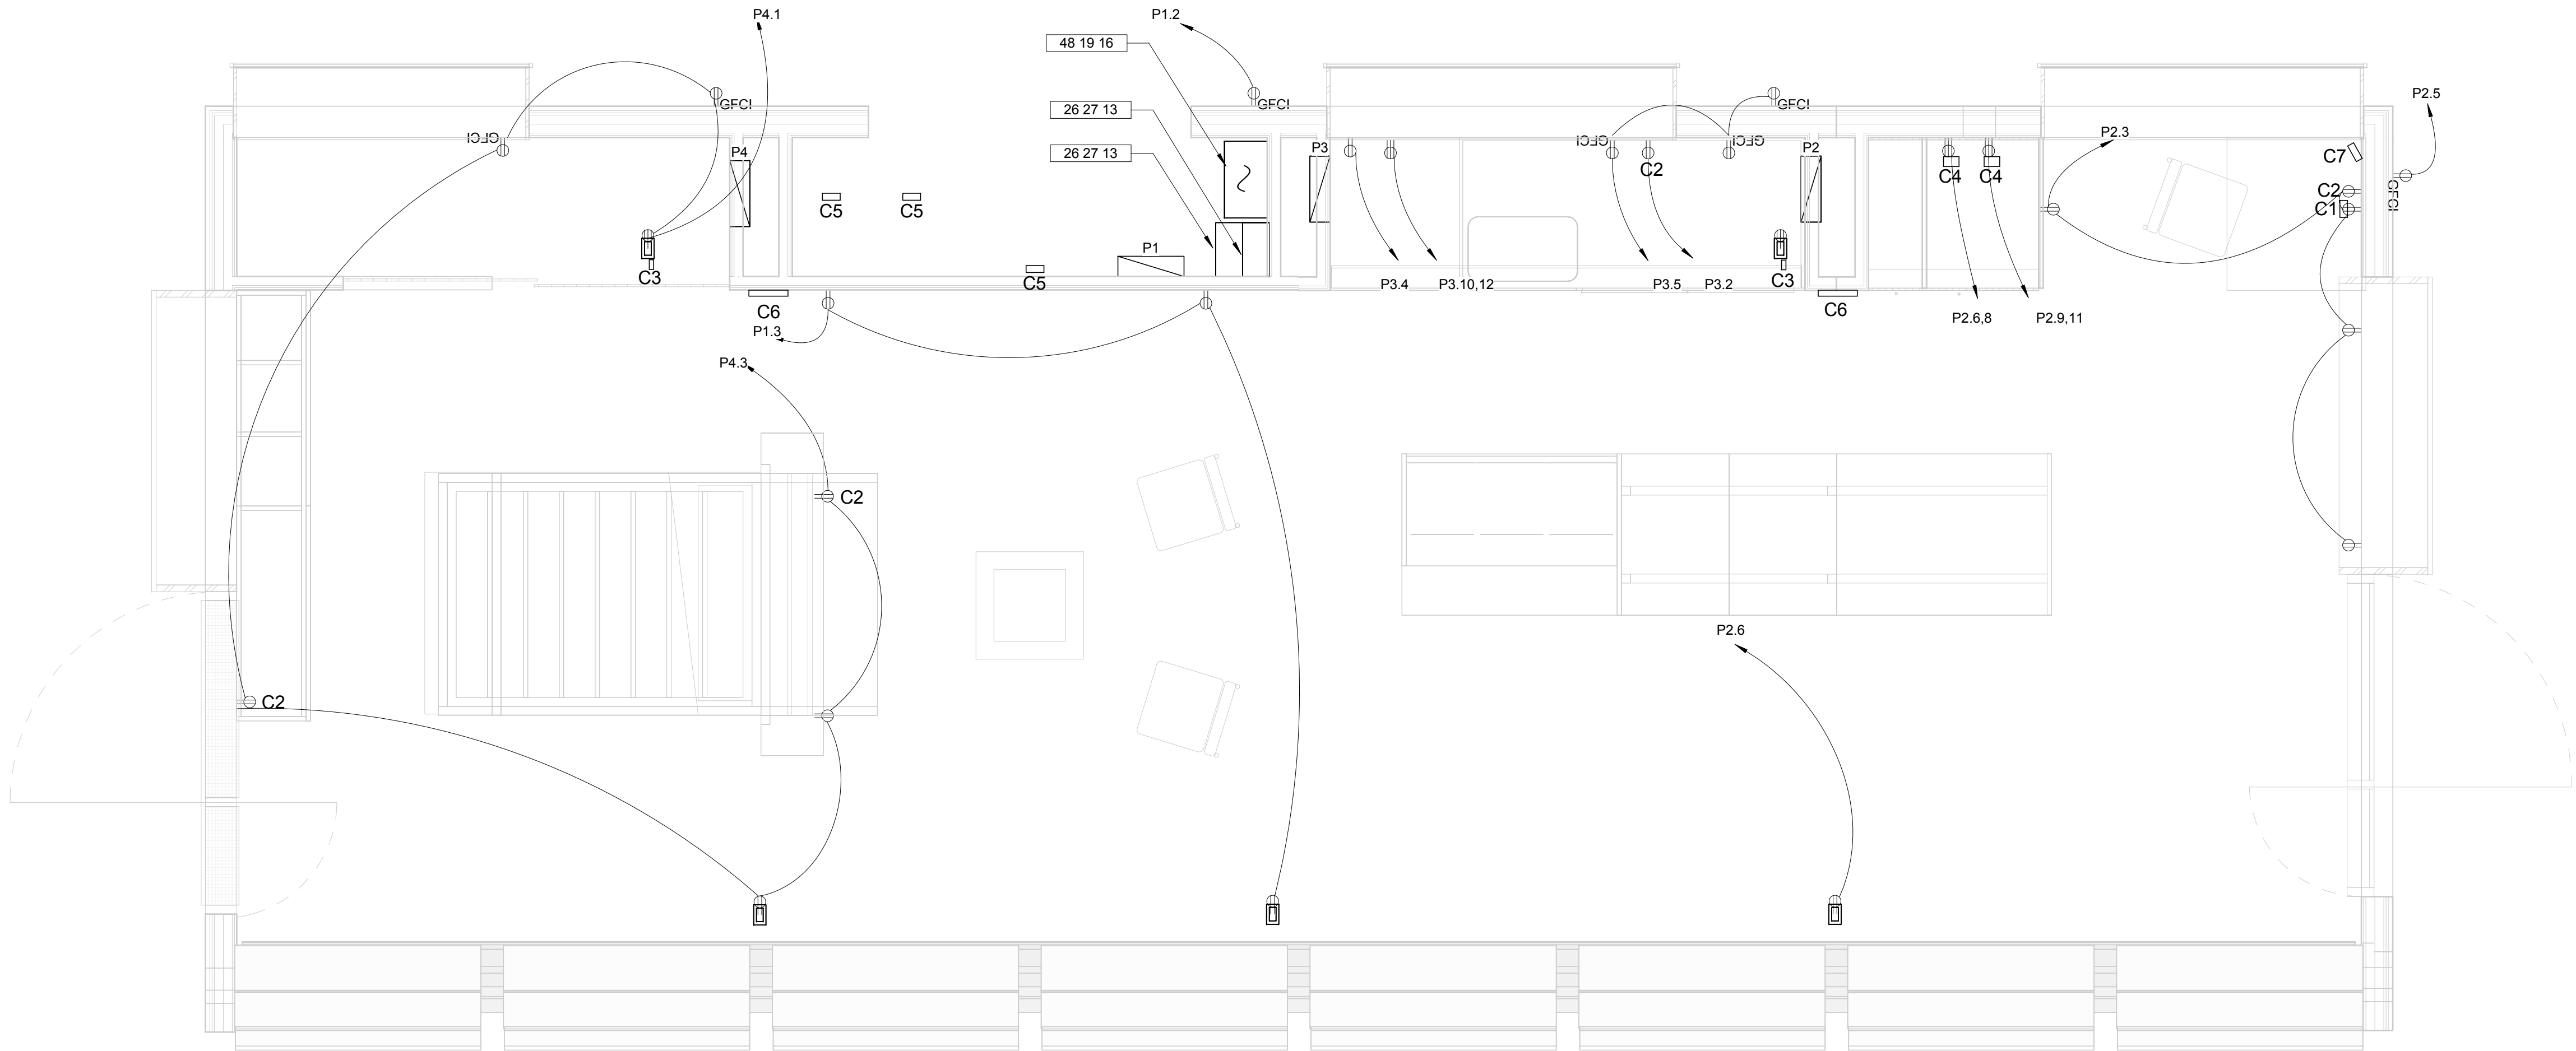 P4.1
P1.2
48 19 16
P2.5
GFCI
GFCI
GFCI
26 27 13
P2.3
GFCI
GFCI
GFCI
P4
26 27 13
P3
P2
C7
C2
C4
C4
C2
GFCI
C5
C5
C1
P1
C3
C5
C3
P3.4
P3.10,12
P3.5
P3.2
C6
C6
P1.3
P2.6,8
P2.9,11
P4.3
C2
P2.6
C2